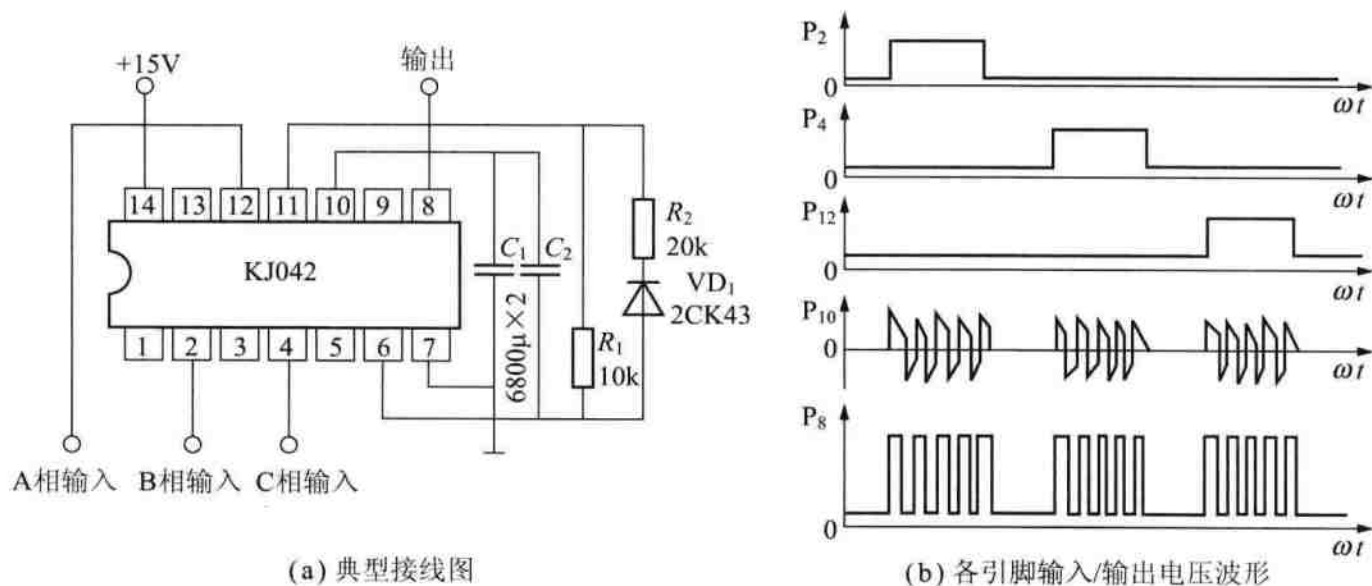 +15V
输出
14 13 12 11 10 9 8
KJ042
1 2 3 4 5 6 7
C₁ C₂
6800μ×2
R₂
20k
VD₁
2CK43
R₁
10k
A相输入 B相输入 C相输入
(a) 典型接线图
P₂
0
ωt
P₄
0
ωt
P₁₂
0
ωt
P₁₀
0
ωt
P₈
0
ωt
(b) 各引脚输入/输出电压波形